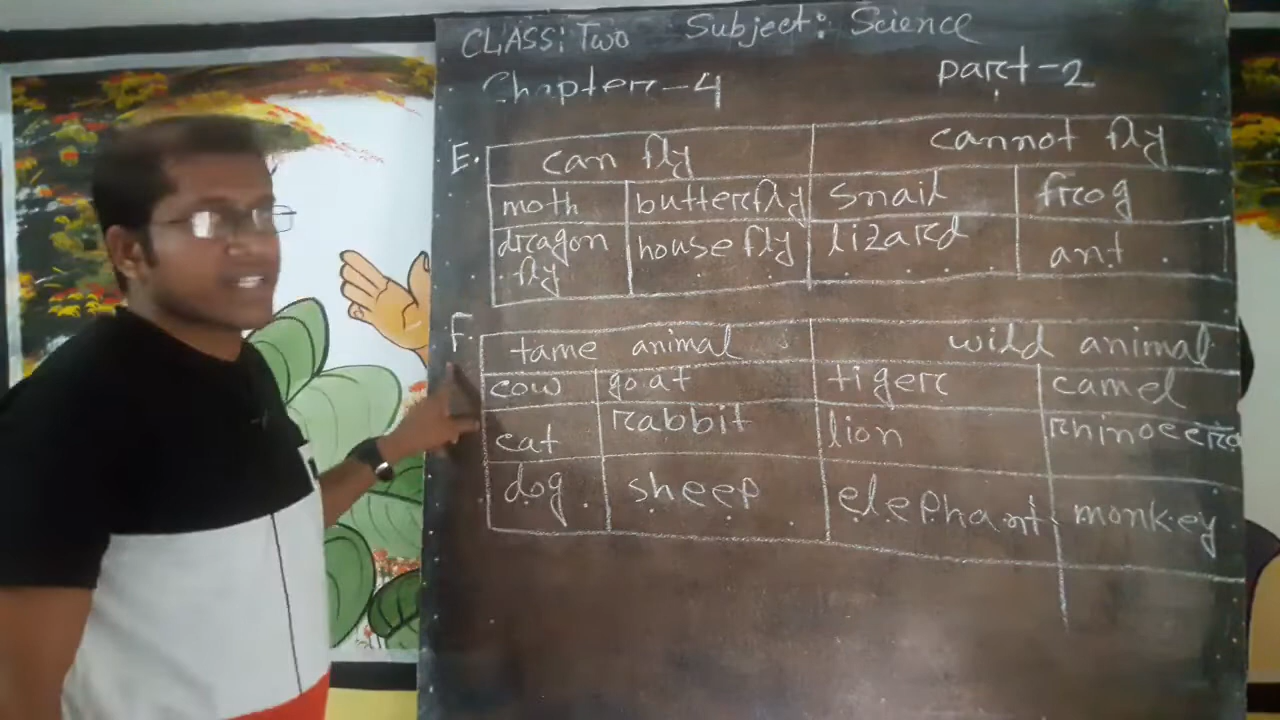 CLASS: Two Subject: Science
Chapter-4 part-2
E. can fly cannot fly
moth butterfly snail frog
dragon fly house fly lizard ant
F. tame animal wild animal
cow goat tiger camel
cat rabbit lion rhinocero
dog sheep elephant monkey